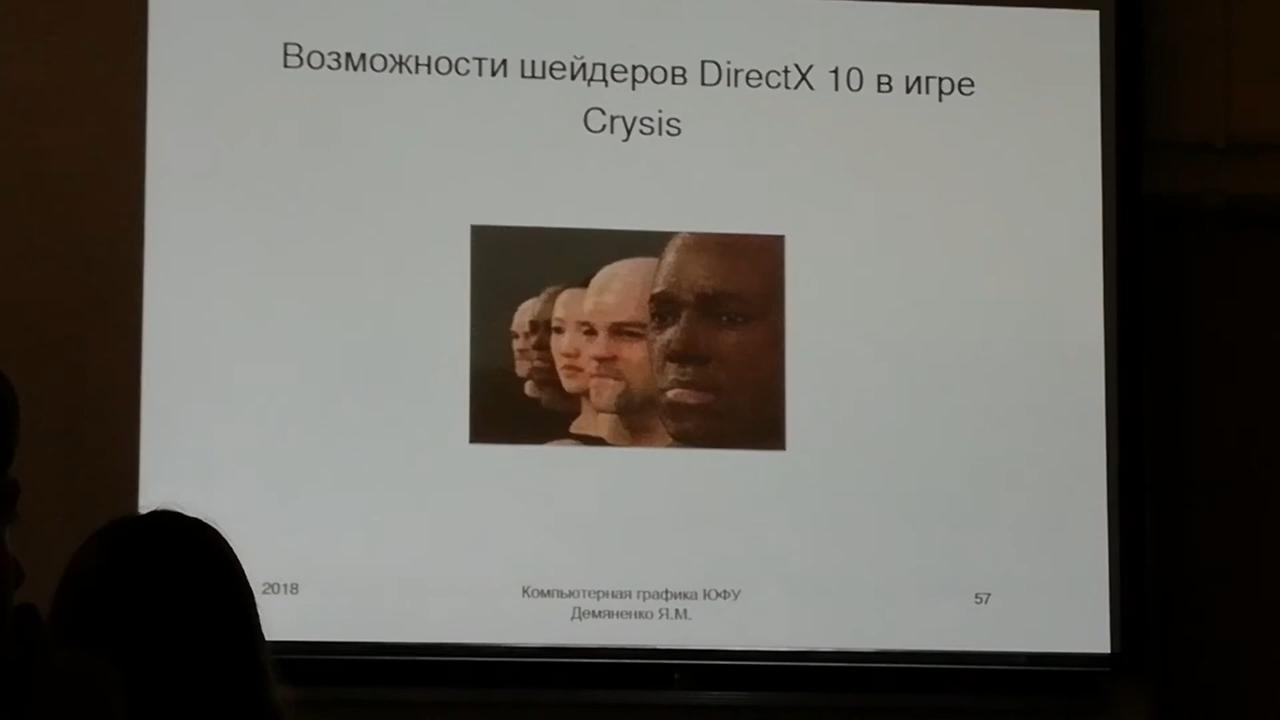 Возможности шейдеров DirectX 10 в игре
Crysis
2018
Компьютерная графика ЮФУ
Демяненко Я.М.
57